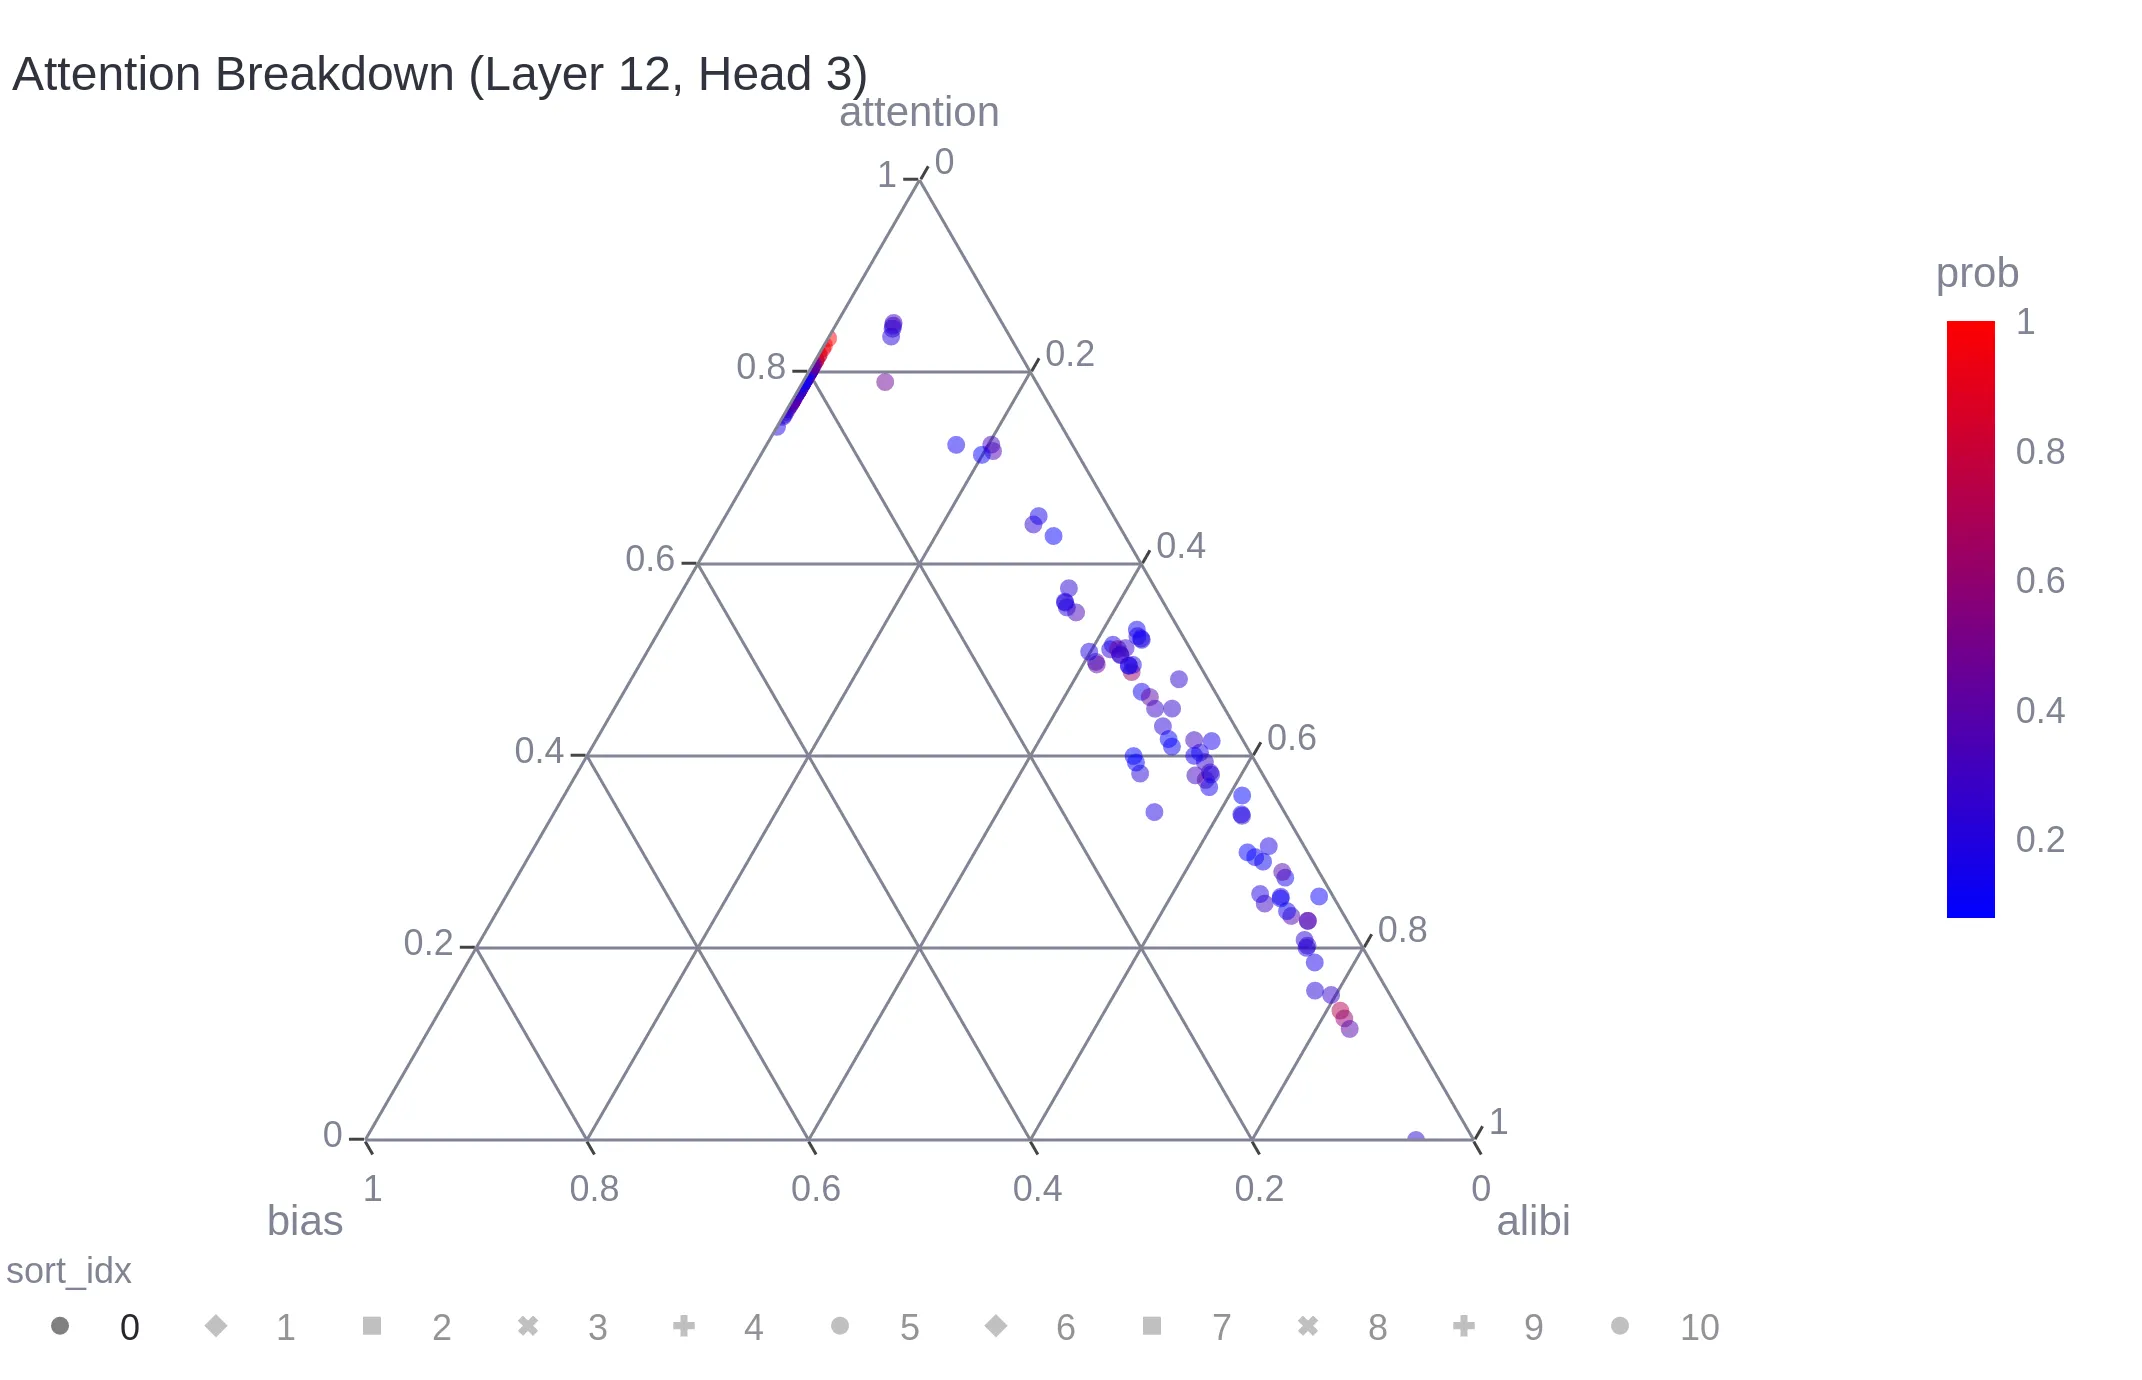 Attention Breakdown (Layer 12, Head 3)
attention
1 0
prob
1
0.8 0.2
0.8
0.6 0.4
0.6
0.4 0.6
0.4
0.2 0.8
0.2
0 1
1 0.8 0.6 0.4 0.2 0
bias alibi
sort_idx
0 1 2 3 4 5 6 7 8 9 10